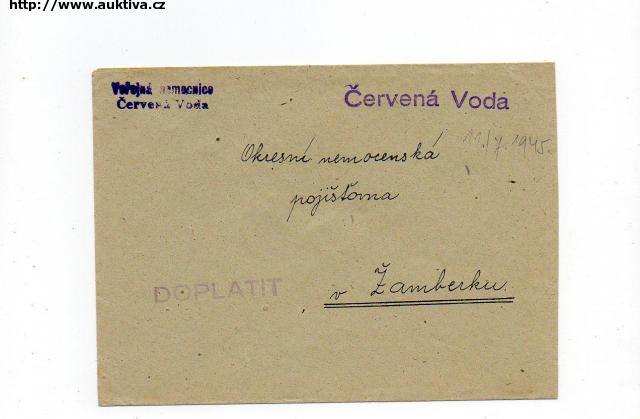 http://www.auktiva.cz
Veřejná nemocnice
Červená Voda
Červená Voda
11./7. 1945.
Okresní nemocenská
pojišťovna
DOPLATIT
v Žamberku.